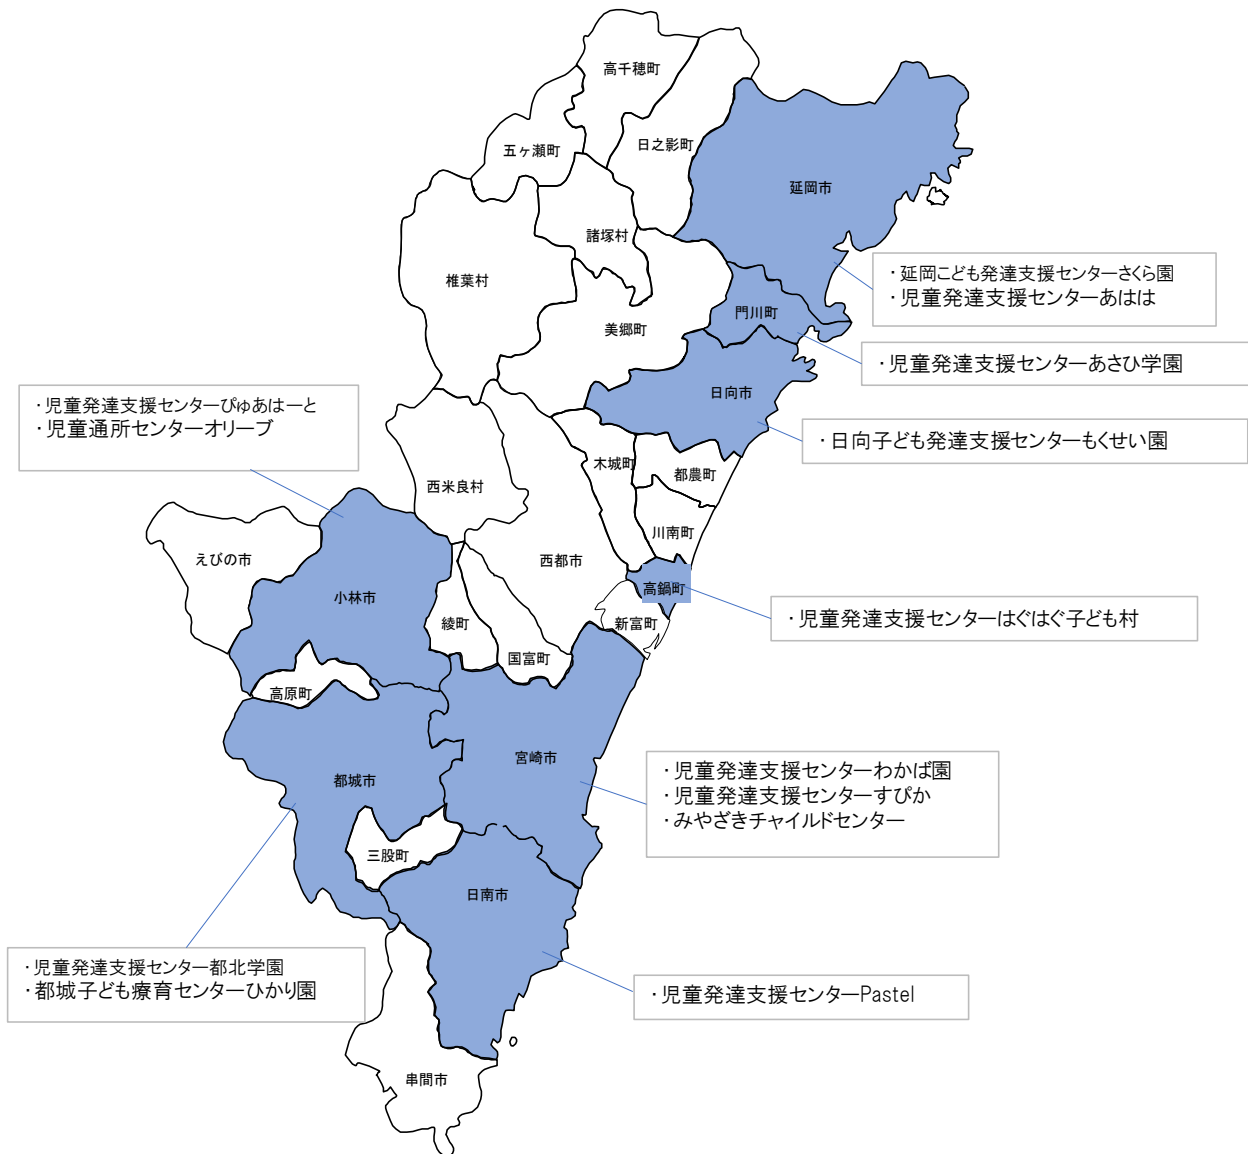 高千穂町
日之影町
五ヶ瀬町
延岡市
諸塚村
椎葉村
・延岡こども発達支援センターさくら園
・児童発達支援センターあはは
門川町
美郷町
・児童発達支援センターあさひ学園
日向市
・児童発達支援センターぴゅあはーと
・児童通所センターオリーブ
・日向子ども発達支援センターもくせい園
木城町
都農町
西米良村
川南町
えびの市
西都市
高鍋町
小林市
・児童発達支援センターはぐはぐ子ども村
綾町
新富町
国富町
高原町
宮崎市
・児童発達支援センターわかば園
・児童発達支援センターすぴか
・みやざきチャイルドセンター
都城市
三股町
日南市
・児童発達支援センター都北学園
・都城子ども療育センターひかり園
・児童発達支援センターPastel
串間市